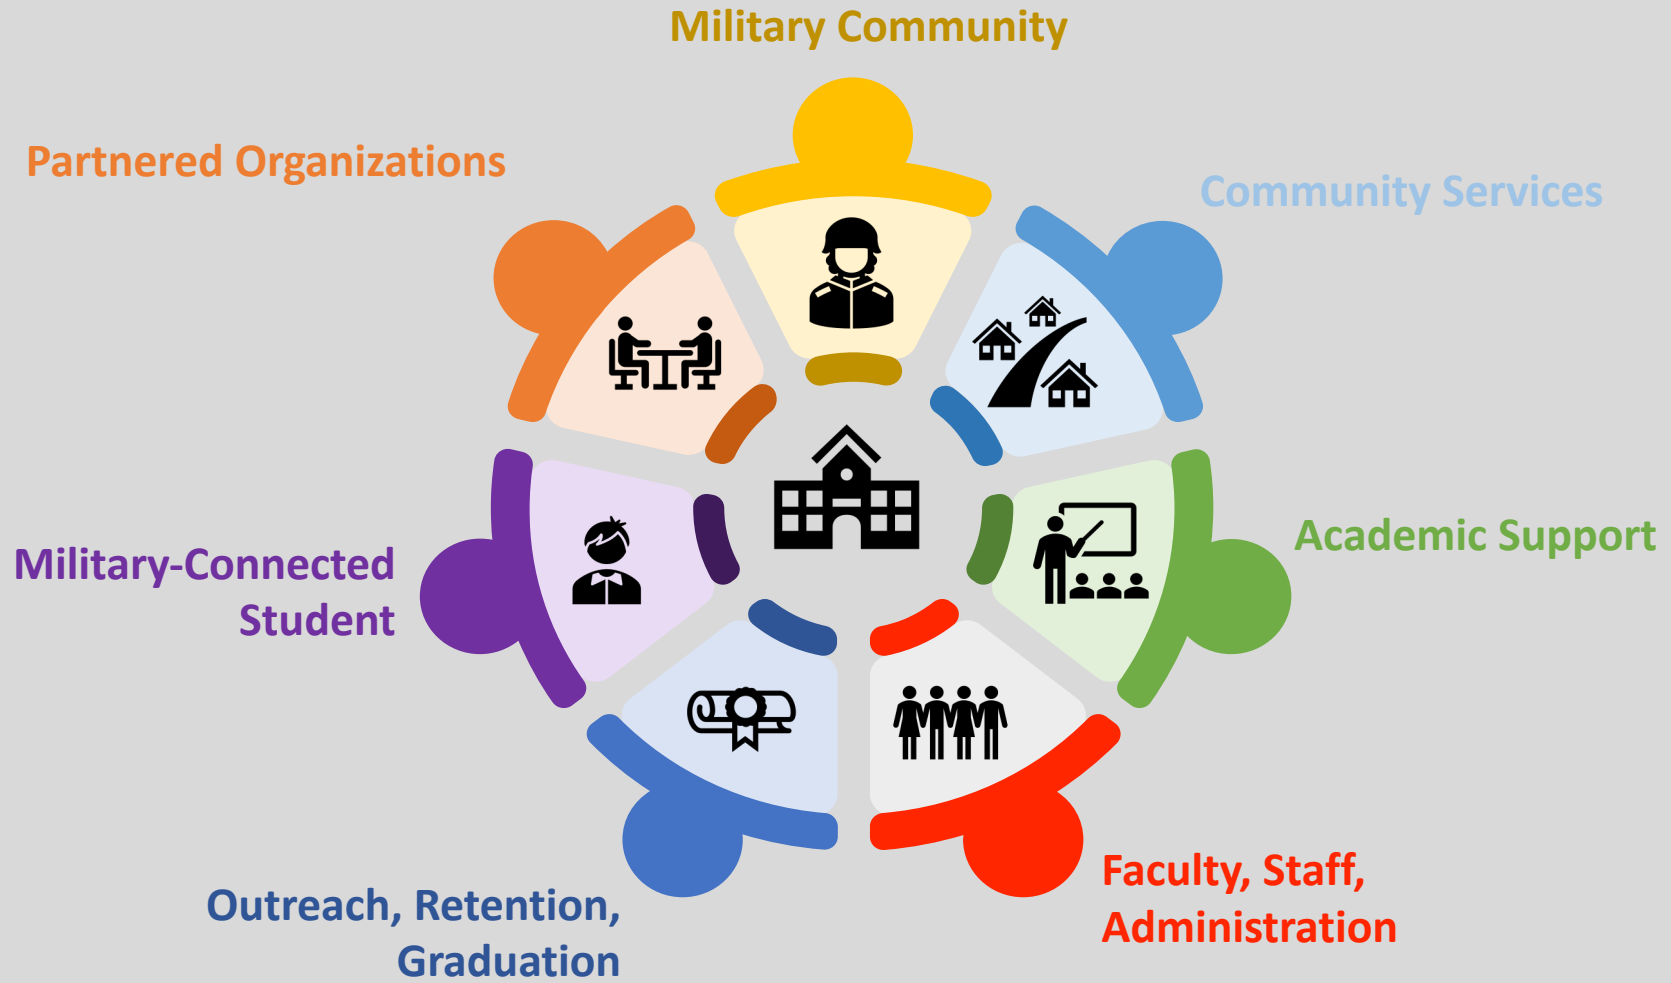 Military Community
Partnered Organizations
Community Services
Academic Support
Military-Connected
Student
Faculty, Staff,
Administration
Outreach, Retention,
Graduation